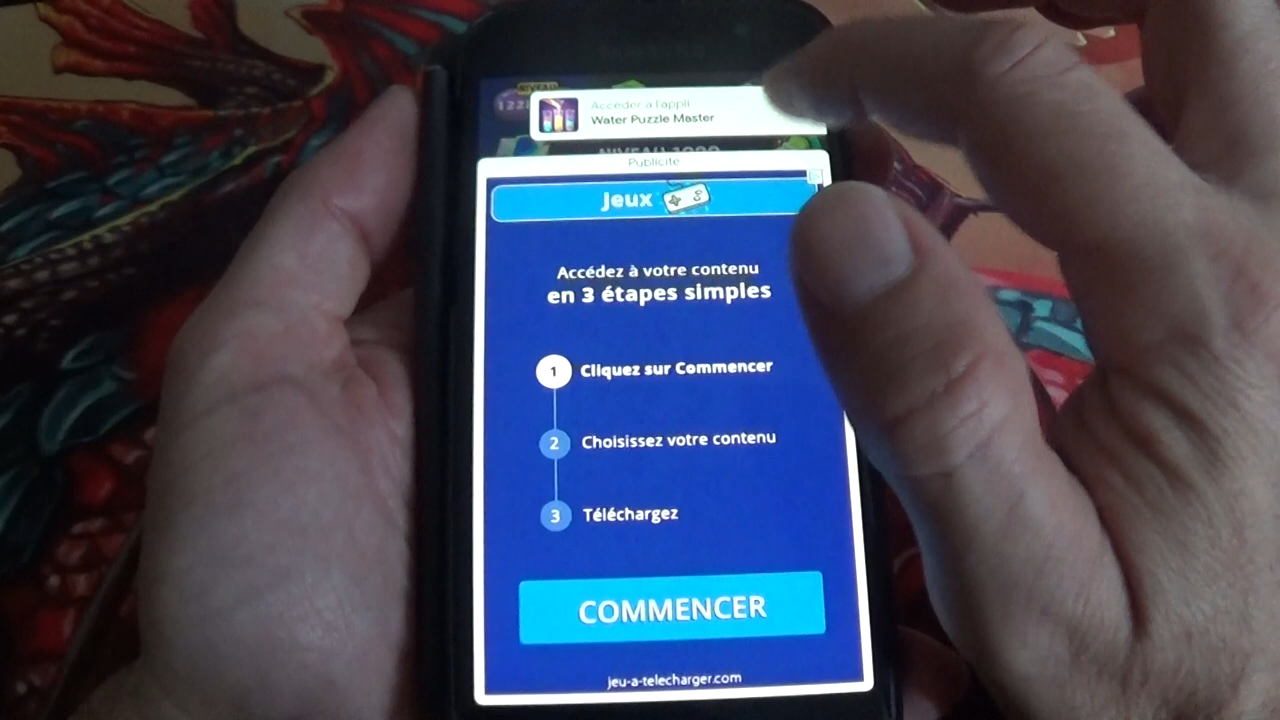 NIVEAU
Accéder à l'appli
Water Puzzle Master
Publicité
Jeux
Accédez à votre contenu
en 3 étapes simples
1 Cliquez sur Commencer
2 Choisissez votre contenu
3 Téléchargez
COMMENCER
jeu-a-telecharger.com